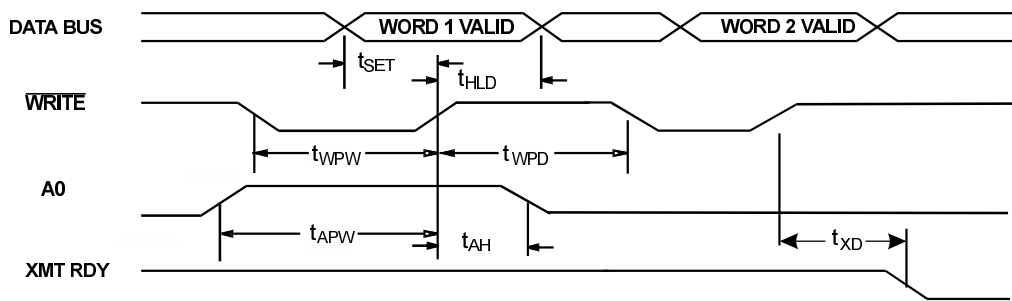 DATA BUS WORD 1 VALID WORD 2 VALID
tSET tHLD
WRITE
tWPW tWPD
A0
tAPW tAH tXD
XMT RDY